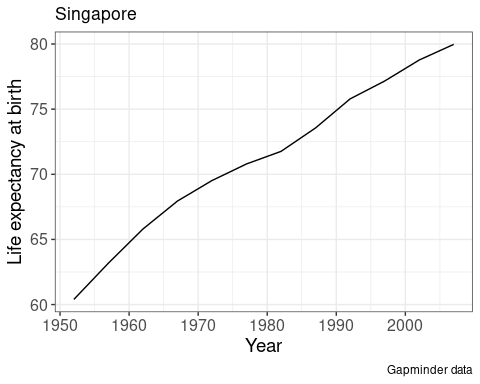 Singapore
80
75
70
65
60
Life expectancy at birth
1950 1960 1970 1980 1990 2000
Year
Gapminder data